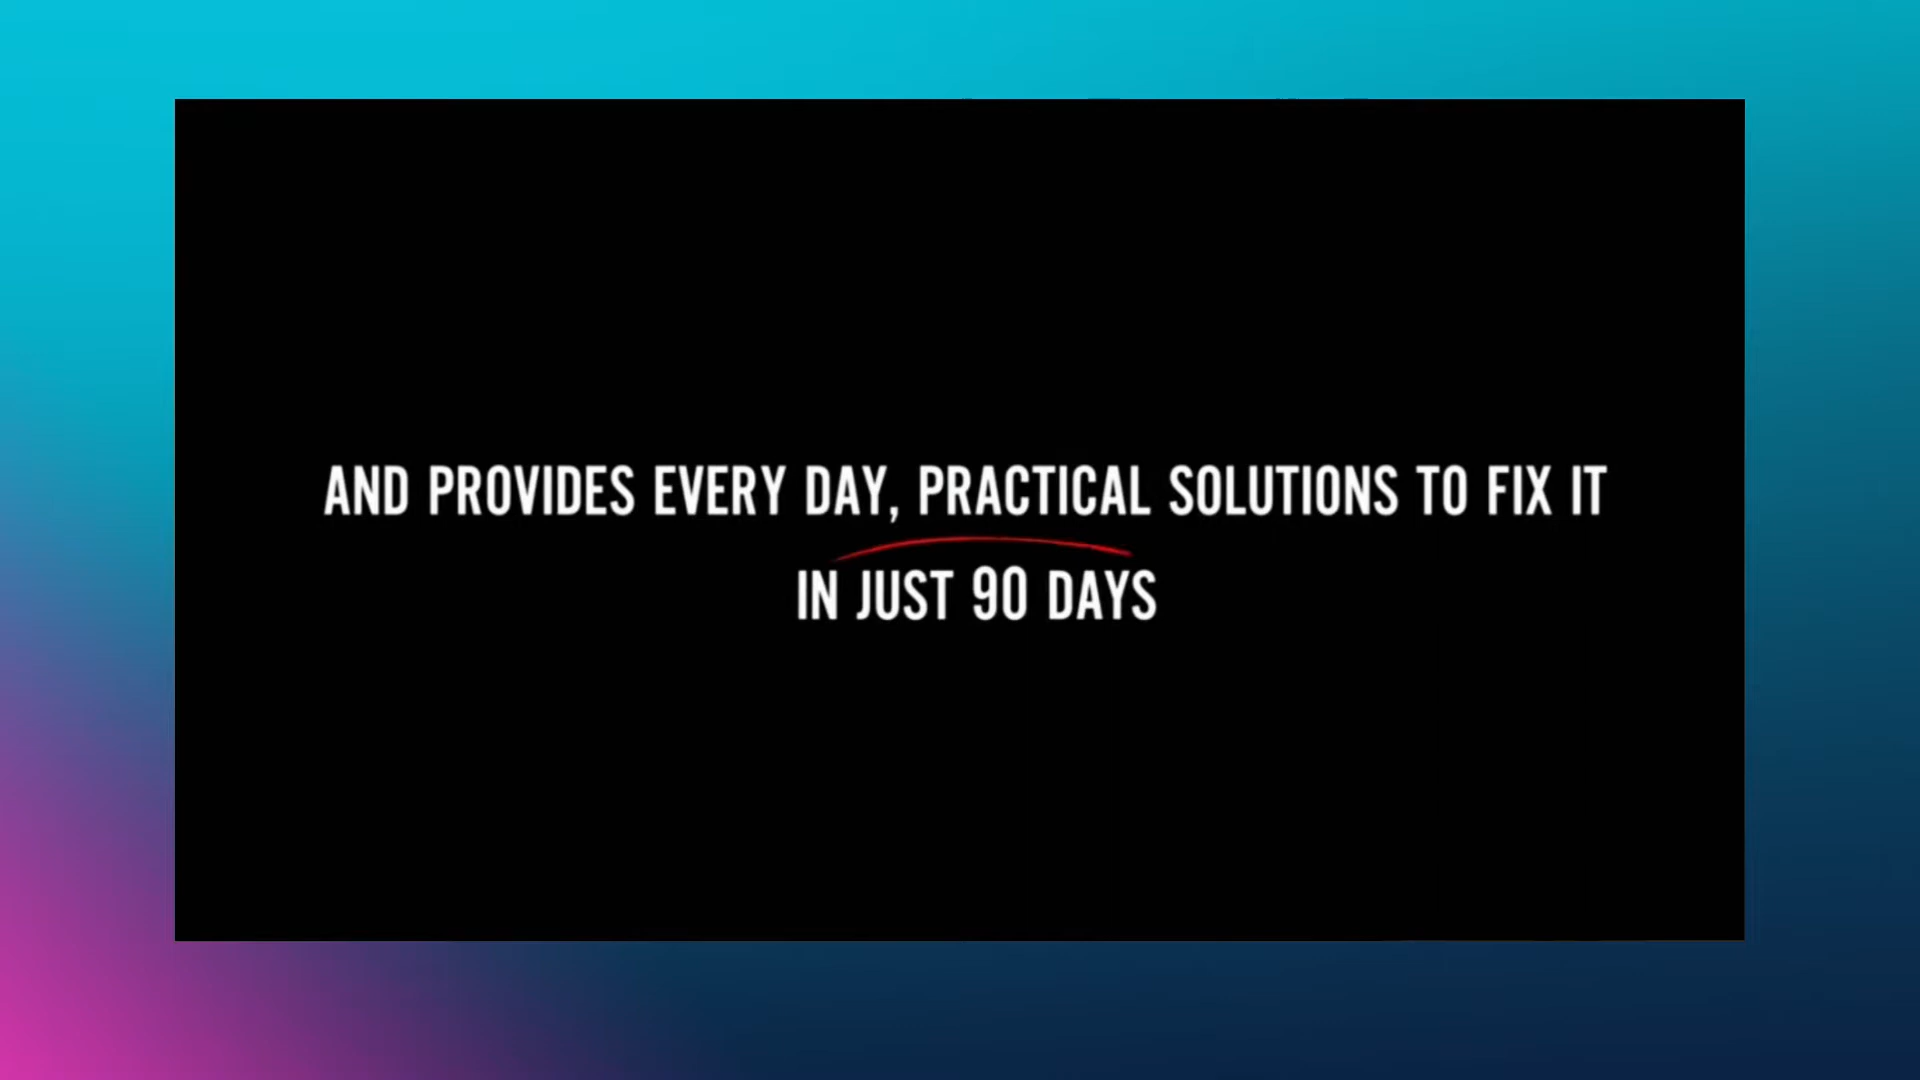 AND PROVIDES EVERY DAY, PRACTICAL SOLUTIONS TO FIX IT
IN JUST 90 DAYS